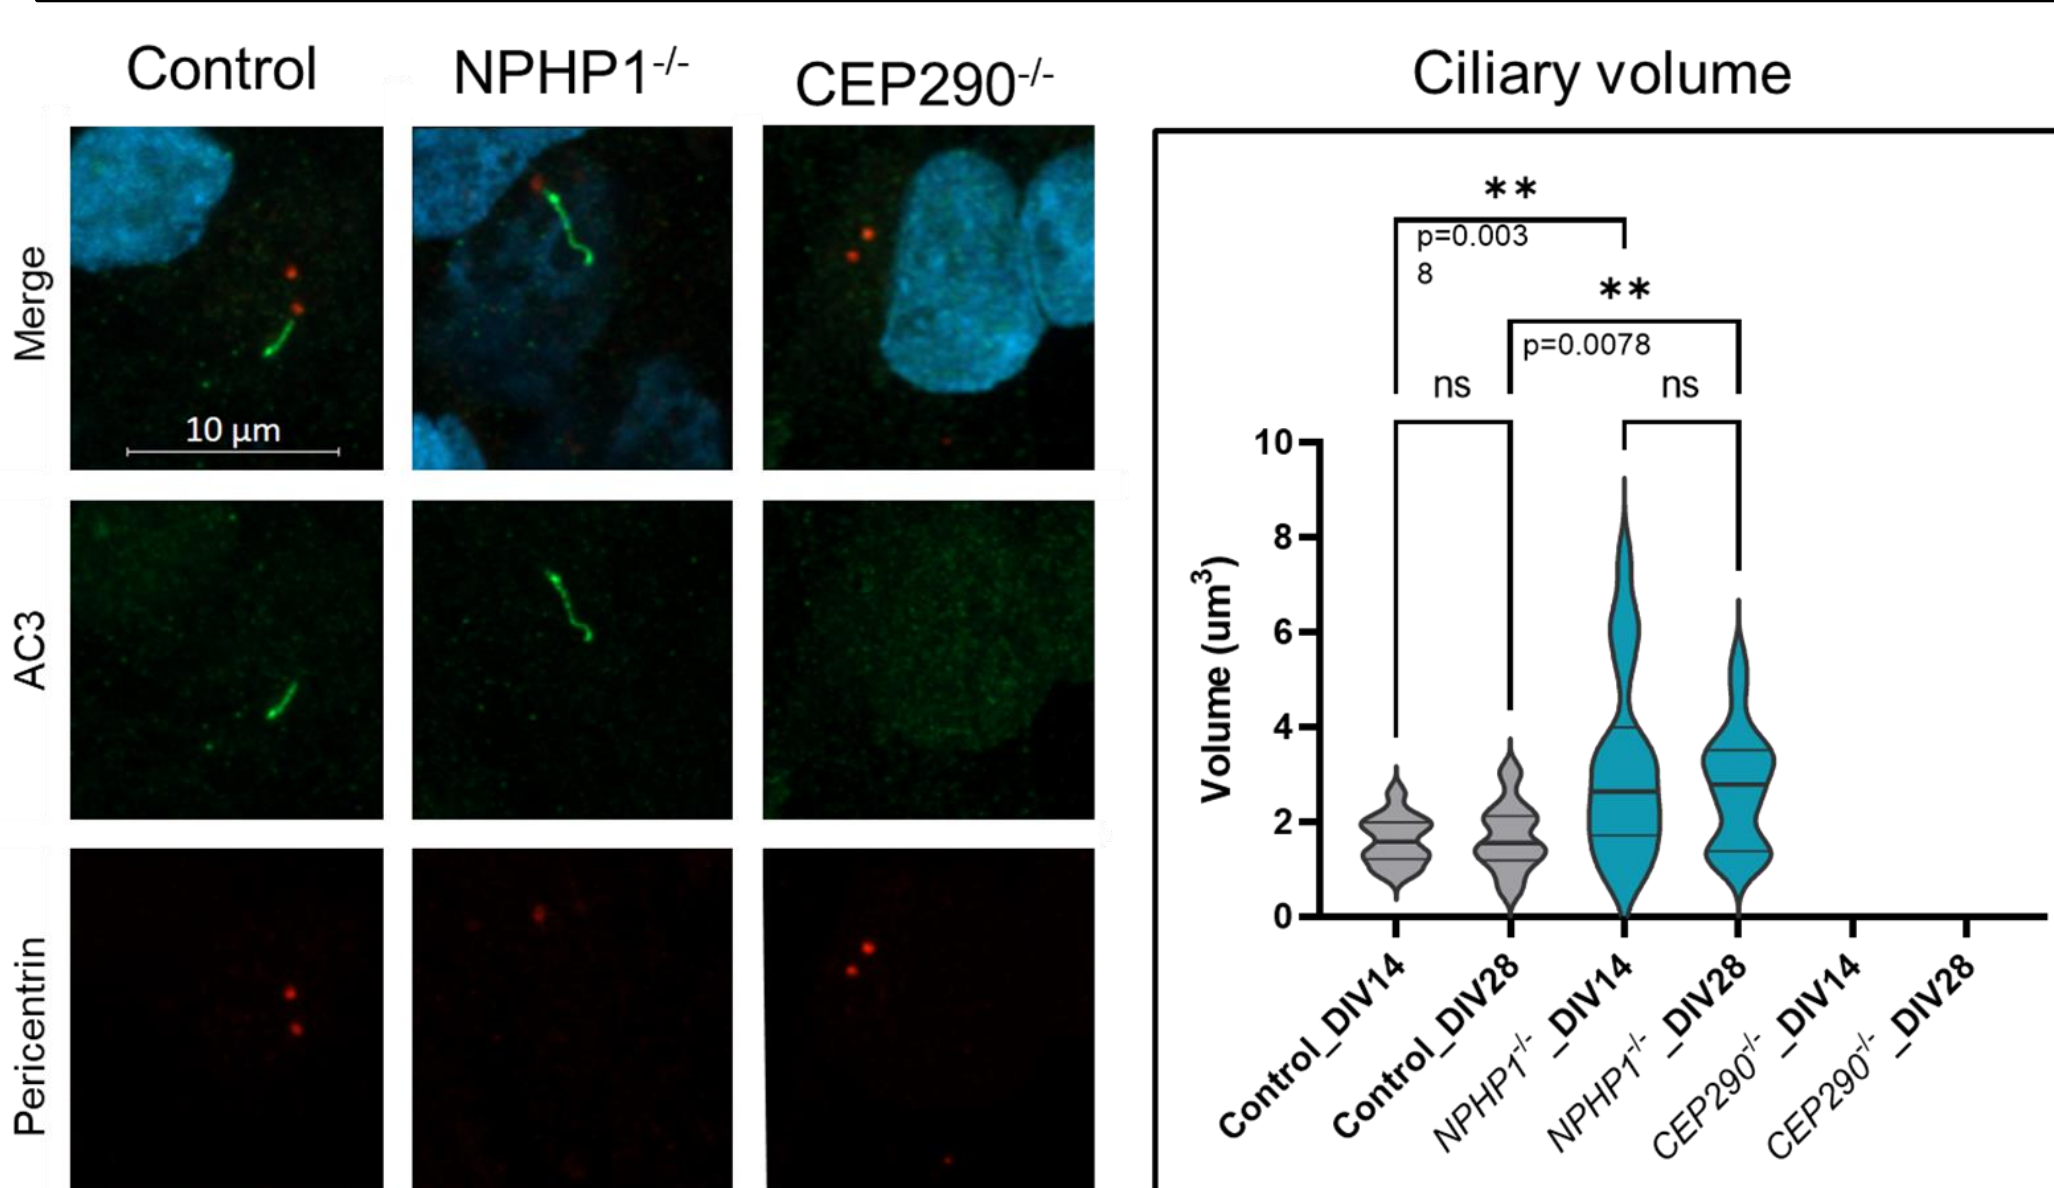 Control
NPHP1-/-
CEP290-/-
Ciliary volume
Merge
10 µm
AC3
Pericentrin
**
p=0.003
8
**
p=0.0078
ns
ns
10
8
6
4
2
0
Volume (um³)
Control_DIV14
Control_DIV28
NPHP1-/-_DIV14
NPHP1-/-_DIV28
CEP290-/-_DIV14
CEP290-/-_DIV28